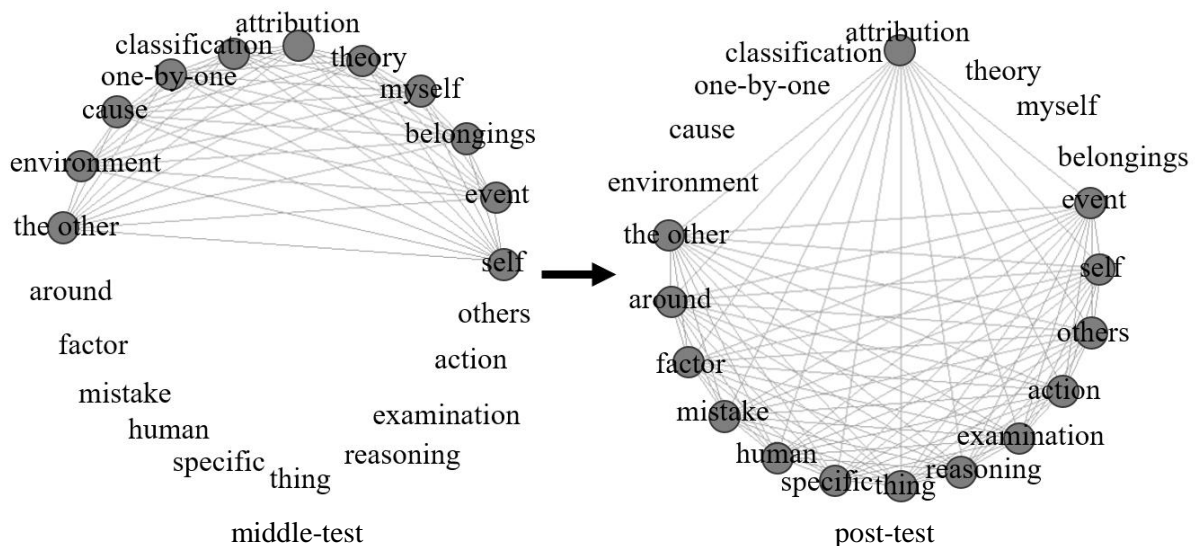 attribution
classification
theory
one-by-one
myself
cause
belongings
environment
event
the other
self
around
others
factor
action
mistake
examination
human
reasoning
specific
thing
middle-test
attribution
classification
theory
one-by-one
myself
cause
belongings
environment
event
the other
self
around
others
factor
action
mistake
examination
human
reasoning
specific
thing
post-test